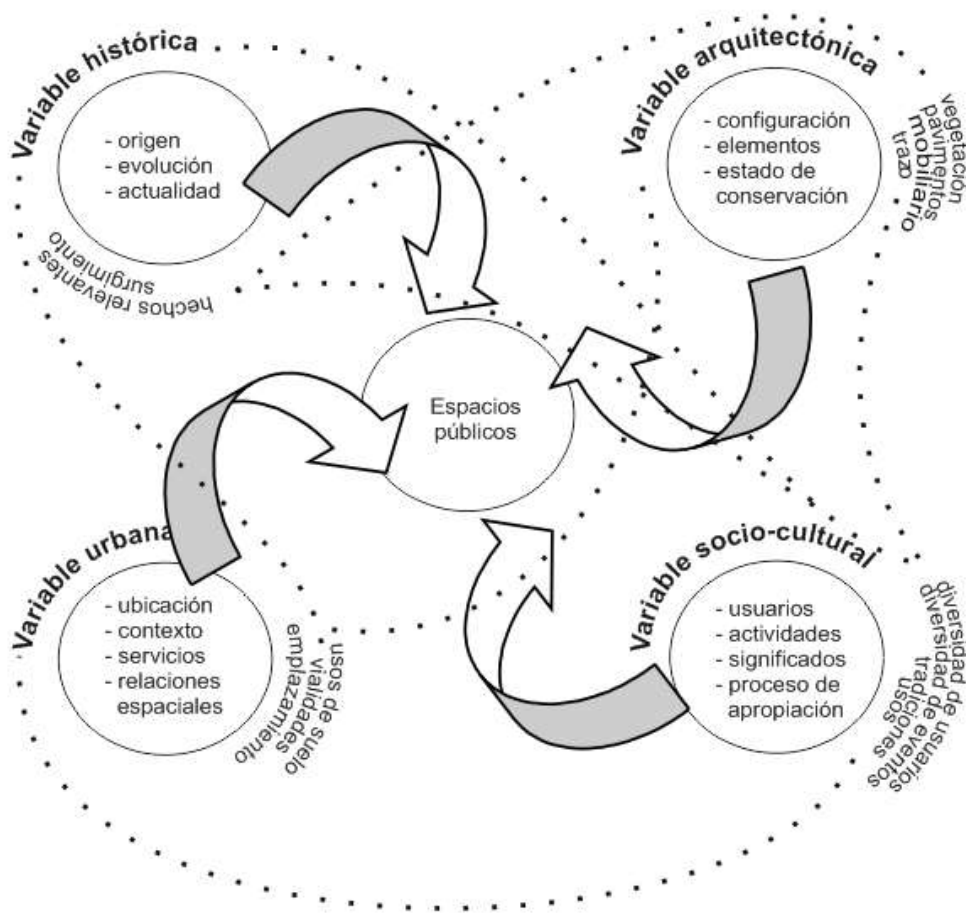 Variable histórica
- origen
- evolución
- actualidad
surgimiento
hechos relevantes
Variable arquitectónica
- configuración
- elementos
- estado de
conservación
vegetación
pavimentos
mobiliario
trazo
Espacios
públicos
Variable urbana
- ubicación
- contexto
- servicios
- relaciones
espaciales
usos de suelo
vialidades
emplazamiento
Variable socio-cultural
- usuarios
- actividades
- significados
- proceso de
apropiación
diversidad de usuarios
diversidad de eventos
tradiciones
usos